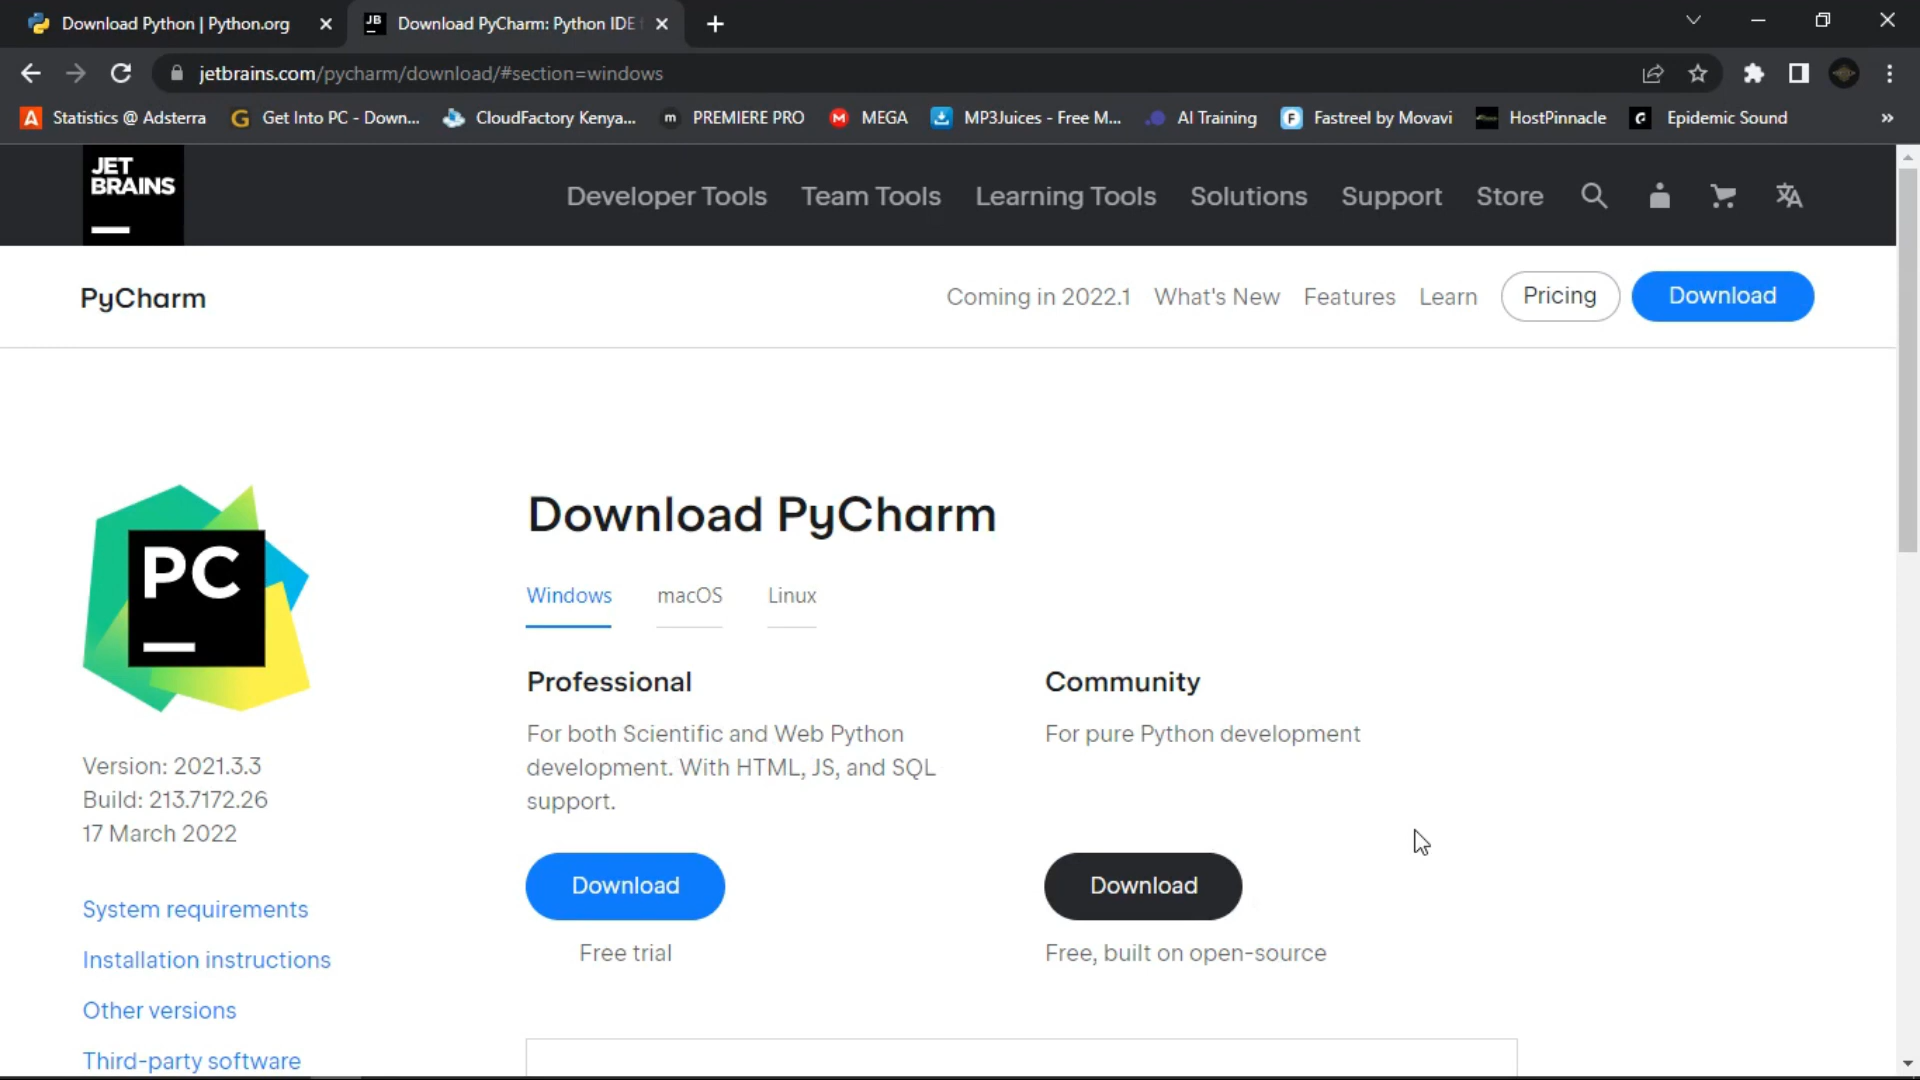 Download Python | Python.org
JB
Download PyCharm: Python IDE
jetbrains.com/pycharm/download/#section=windows
A Statistics @ Adsterra
G Get Into PC - Down...
CloudFactory Kenya...
m PREMIERE PRO
M MEGA
MP3Juices - Free M...
AI Training
F Fastreel by Movavi
HostPinnacle
Epidemic Sound
»
JET
BRAINS
Developer Tools
Team Tools
Learning Tools
Solutions
Support
Store
PyCharm
Coming in 2022.1
What's New
Features
Learn
Pricing
Download
Download PyCharm
Windows
macOS
Linux
PC
Professional
For both Scientific and Web Python
development. With HTML, JS, and SQL
support.
Download
Free trial
Community
For pure Python development
Download
Free, built on open-source
Version: 2021.3.3
Build: 213.7172.26
17 March 2022
System requirements
Installation instructions
Other versions
Third-party software